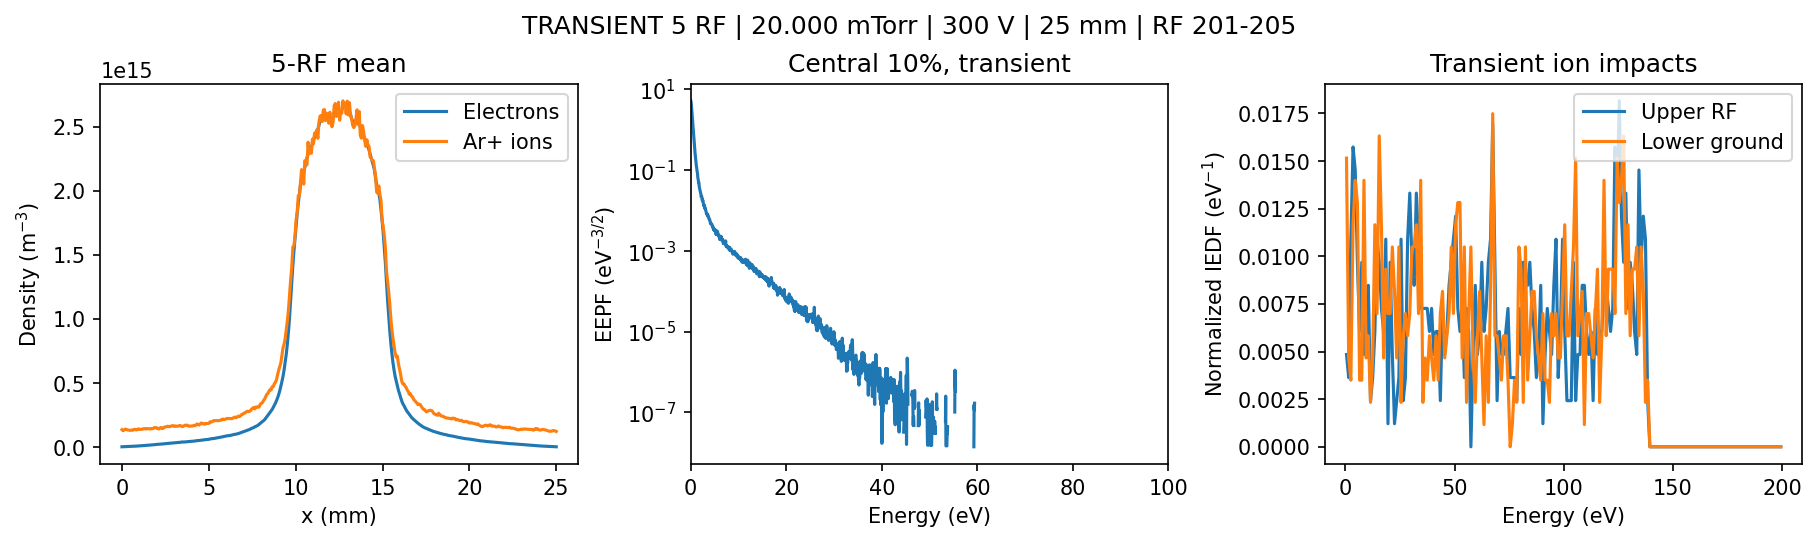 TRANSIENT 5 RF | 20.000 mTorr | 300 V | 25 mm | RF 201-205
5-RF mean
1e15
Electrons
Ar+ ions
2.5
2.0
1.5
1.0
0.5
0.0
Density (m⁻³)
0 5 10 15 20 25
x (mm)
Central 10%, transient
10¹
10⁻¹
10⁻³
10⁻⁵
10⁻⁷
EEPF (eV⁻³ᐟ²)
0 20 40 60 80 100
Energy (eV)
Transient ion impacts
Upper RF
Lower ground
0.0175
0.0150
0.0125
0.0100
0.0075
0.0050
0.0025
0.0000
Normalized IEDF (eV⁻¹)
0 50 100 150 200
Energy (eV)